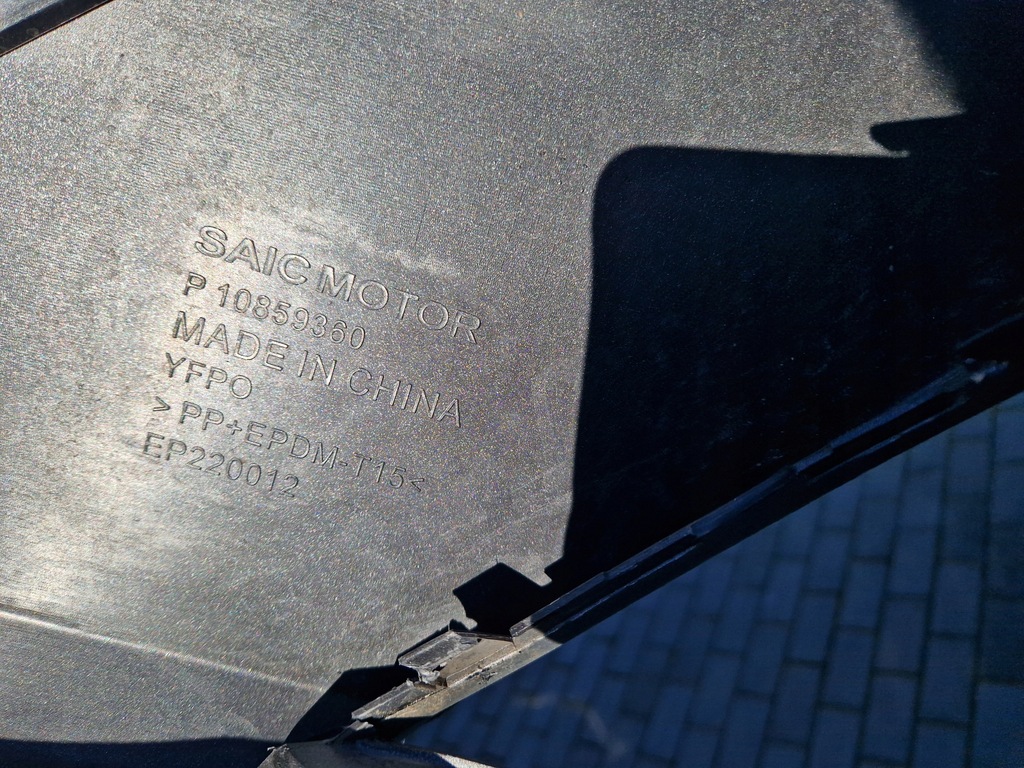 SAIC MOTOR
P 10859360
MADE IN CHINA
YFPO
>PP+EPDM-T15<
EP220012